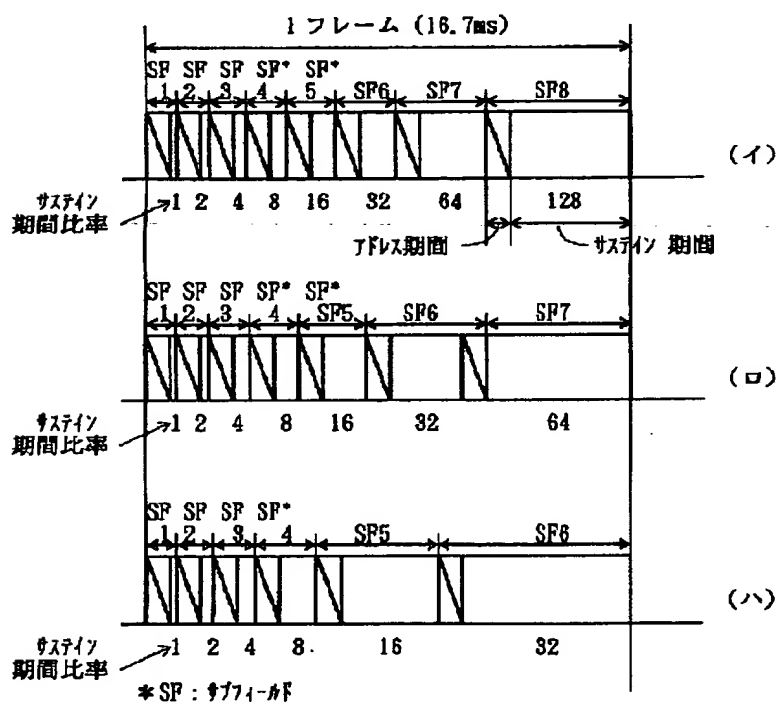 1 フレーム (16.7ms)
SF SF SF SF* SF*
1 2 3 4 5 SF6 SF7 SF8
(イ)
サステイン
期間比率 1 2 4 8 16 32 64 128
アドレス期間 サステイン 期間
SF SF SF SF* SF*
1 2 3 4 SF5 SF6 SF7
(ロ)
サステイン
期間比率 1 2 4 8 16 32 64
SF SF SF SF*
1 2 3 4 SF5 SF6
(ハ)
サステイン
期間比率 1 2 4 8. 16 32
* SF : サブフィールド